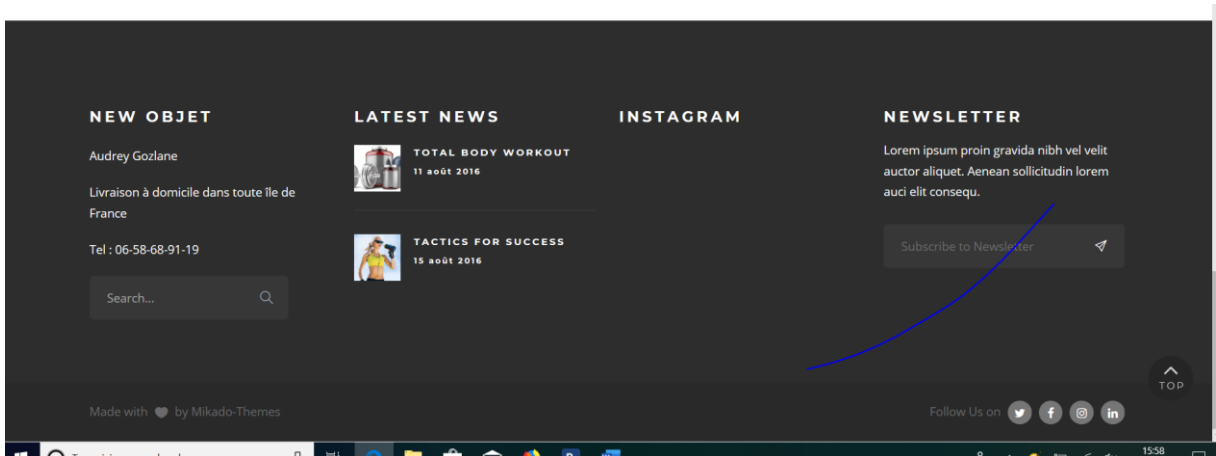 NEW OBJET
Audrey Gozlane
Livraison à domicile dans toute île de
France
Tel : 06-58-68-91-19
Search...
LATEST NEWS
TOTAL BODY WORKOUT
11 août 2016
TACTICS FOR SUCCESS
15 août 2016
INSTAGRAM
NEWSLETTER
Lorem ipsum proin gravida nibh vel velit
auctor aliquet. Aenean sollicitudin lorem
auci elit consequ.
Subscribe to Newsletter
TOP
Made with by Mikado-Themes
Follow Us on
15:58